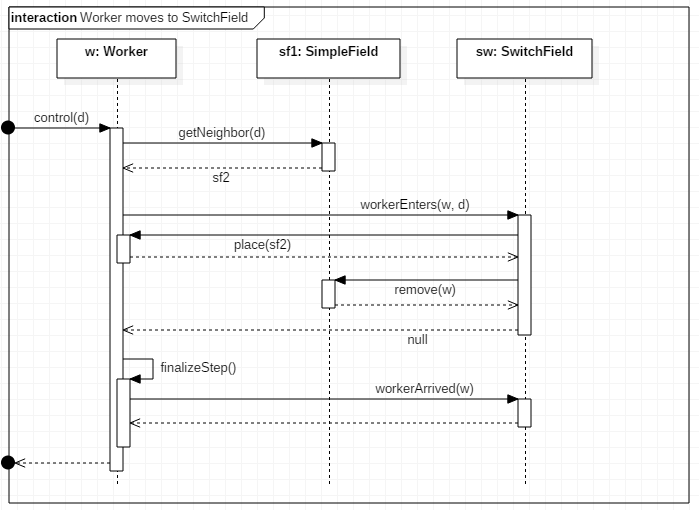 interaction Worker moves to SwitchField
w: Worker
sf1: SimpleField
sw: SwitchField
control(d)
getNeighbor(d)
sf2
workerEnters(w, d)
place(sf2)
remove(w)
null
finalizeStep()
workerArrived(w)